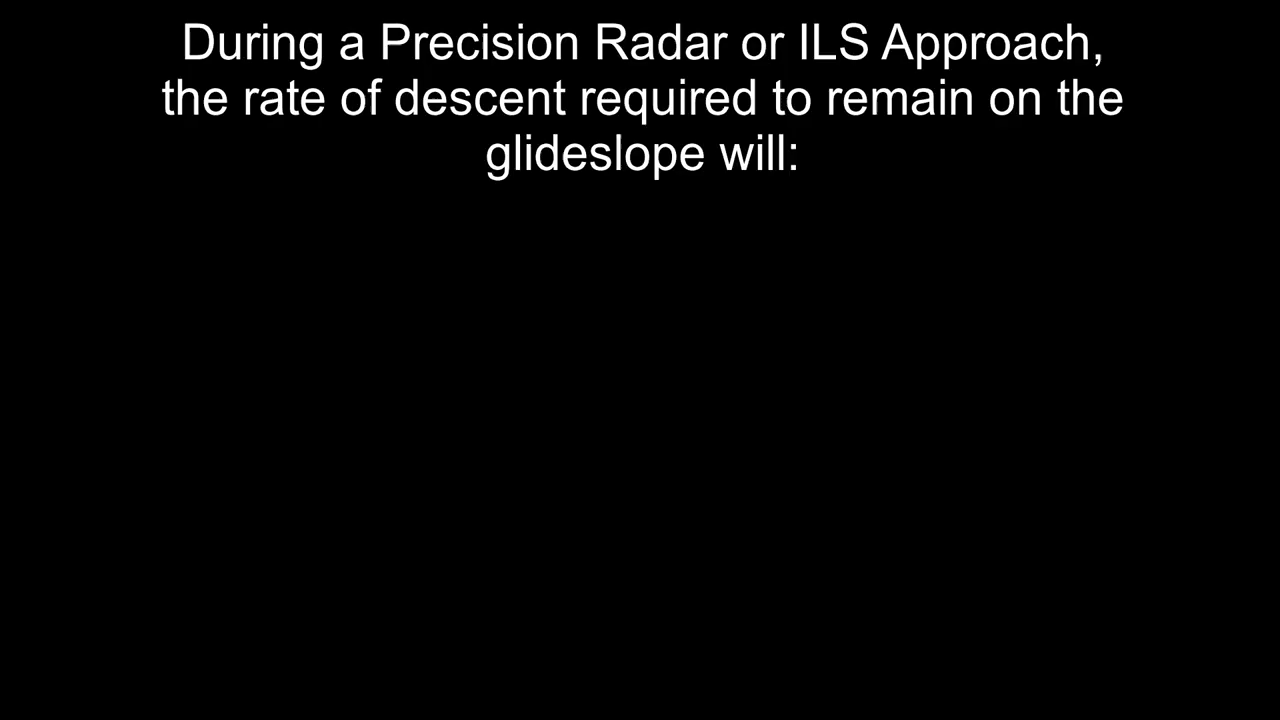 During a Precision Radar or ILS Approach,
the rate of descent required to remain on the
glideslope will: